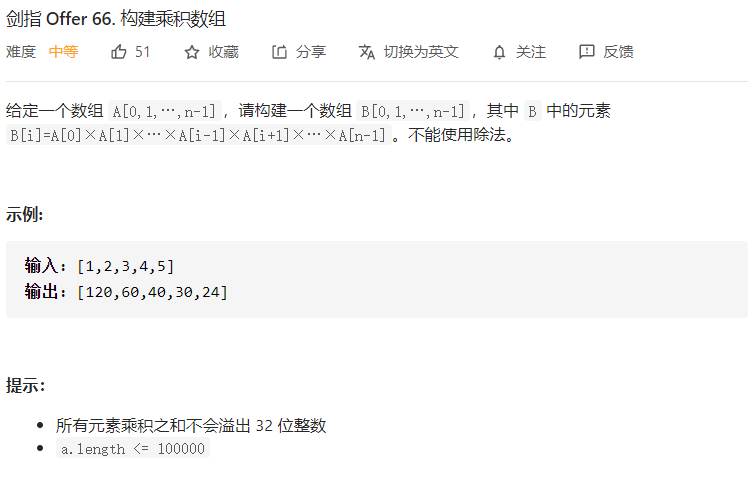 剑指 Offer 66. 构建乘积数组
难度 中等 51 收藏 分享 切换为英文 关注 反馈
给定一个数组 A[0,1,…,n-1]，请构建一个数组 B[0,1,…,n-1]，其中 B 中的元素
B[i]=A[0]×A[1]×…×A[i-1]×A[i+1]×…×A[n-1]。不能使用除法。
示例:
输入: [1,2,3,4,5]
输出: [120,60,40,30,24]
提示：
所有元素乘积之和不会溢出 32 位整数
a.length <= 100000